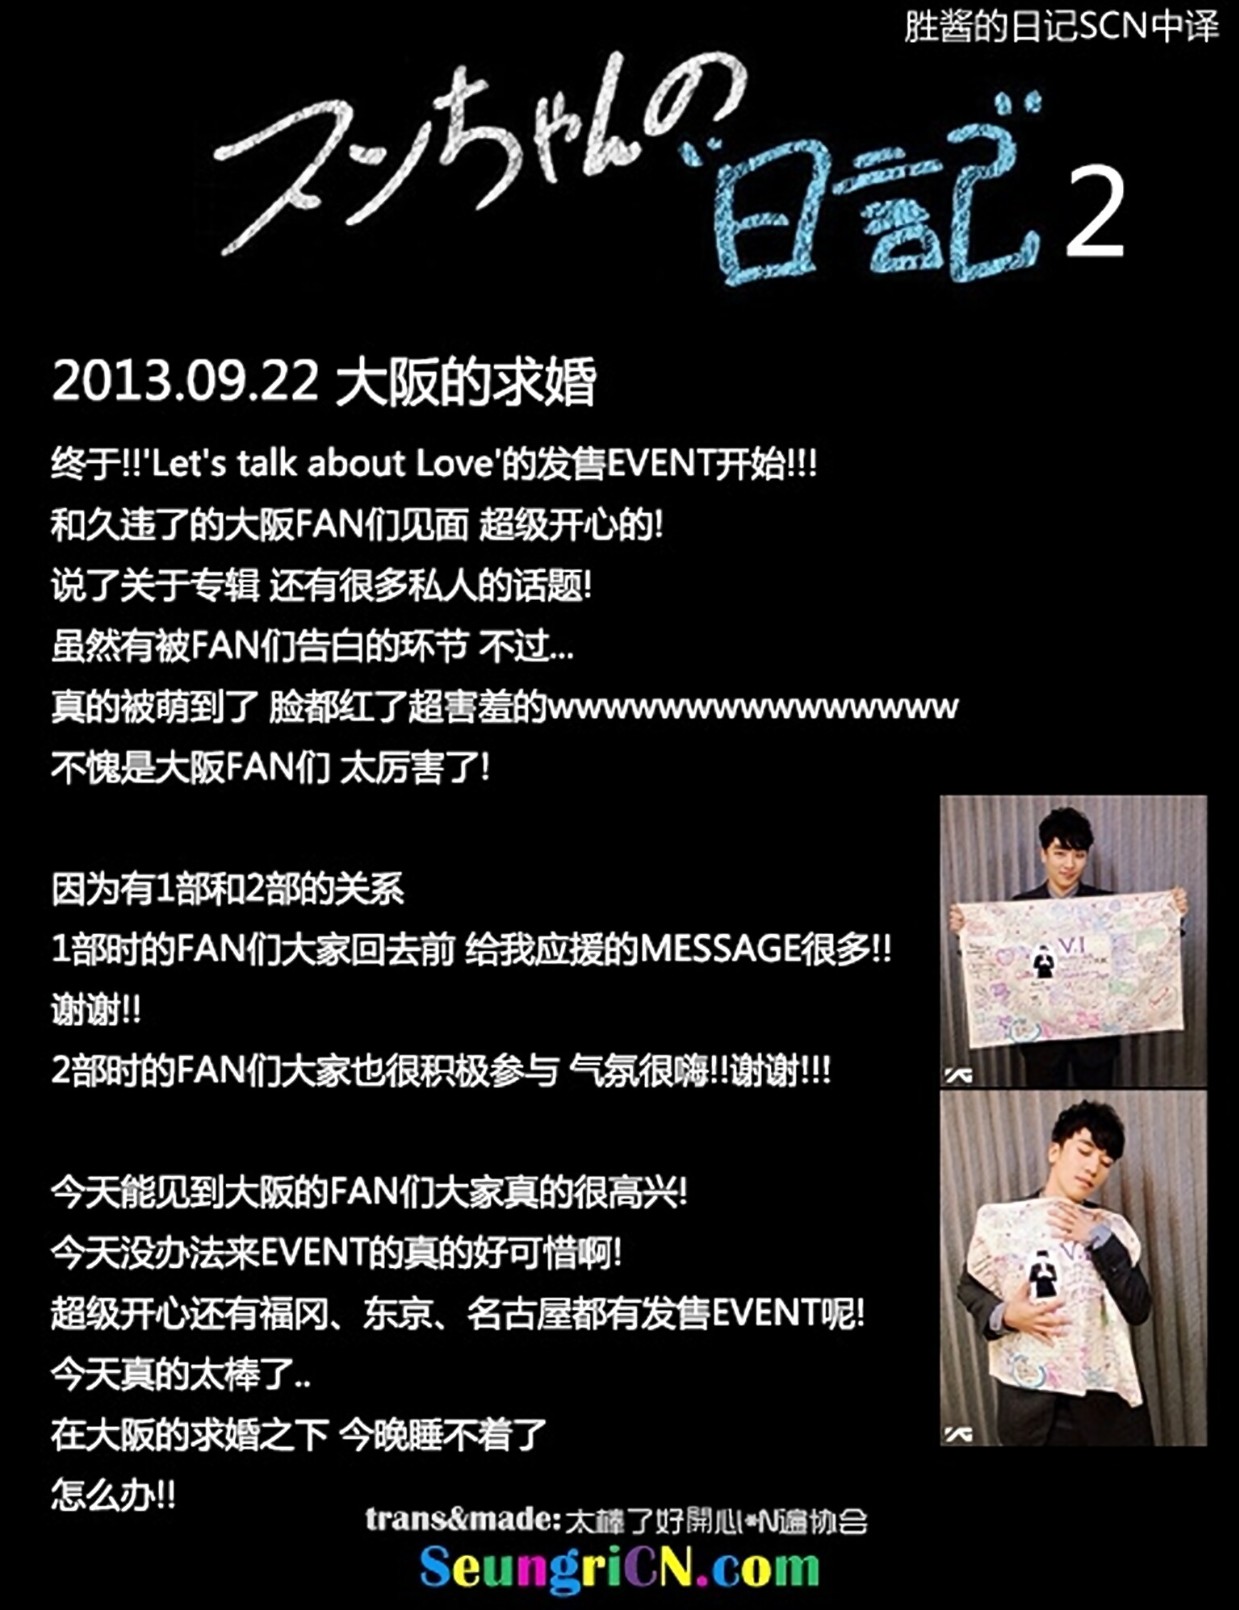 胜酱的日记SCN中译
スンちゃんの
日記2
2013.09.22 大阪的求婚
终于!!'Let's talk about Love'的发售EVENT开始!!!
和久违了的大阪FAN们见面 超级开心的!
说了关于专辑 还有很多私人的话题!
虽然有被FAN们告白的环节 不过...
真的被萌到了 脸都红了超害羞的wwwwwwwwwwwwwww
不愧是大阪FAN们 太厉害了!
因为有1部和2部的关系
1部时的FAN们大家回去前 给我应援的MESSAGE很多!!
谢谢!!
2部时的FAN们大家也很积极参与 气氛很嗨!!谢谢!!!
今天能见到大阪的FAN们大家真的很高兴!
今天没办法来EVENT的真的好可惜啊!
超级开心还有福冈、东京、名古屋都有发售EVENT呢!
今天真的太棒了..
在大阪的求婚之下 今晚睡不着了
怎么办!!
V.I
YG
V.I
YG
trans&made:太棒了好開心*N遍协会
SeungriCN.com